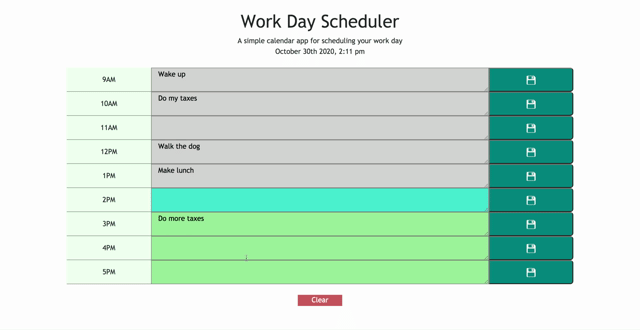 Work Day Scheduler
A simple calendar app for scheduling your work day
October 30th 2020, 2:11 pm
9AM Wake up
10AM Do my taxes
11AM
12PM Walk the dog
1PM Make lunch
2PM
3PM Do more taxes
4PM
5PM
Clear